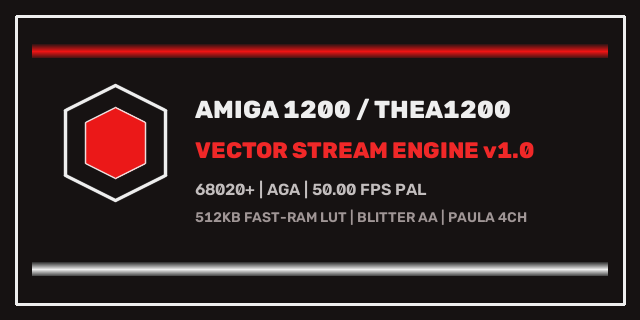 AMIGA 1200 / THEA1200
VECTOR STREAM ENGINE v1.0
68020+ | AGA | 50.00 FPS PAL
512KB FAST-RAM LUT | BLITTER AA | PAULA 4CH